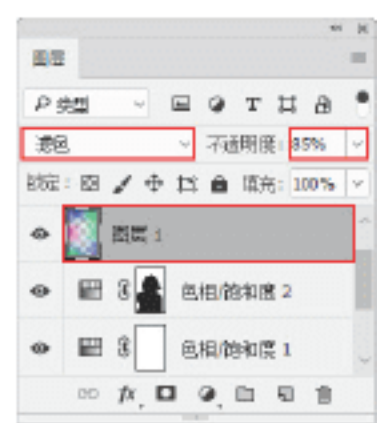 图层
类型
滤色 不透明度: 85%
锁定: 填充: 100%
图层 1
色相/饱和度 2
色相/饱和度 1
fx